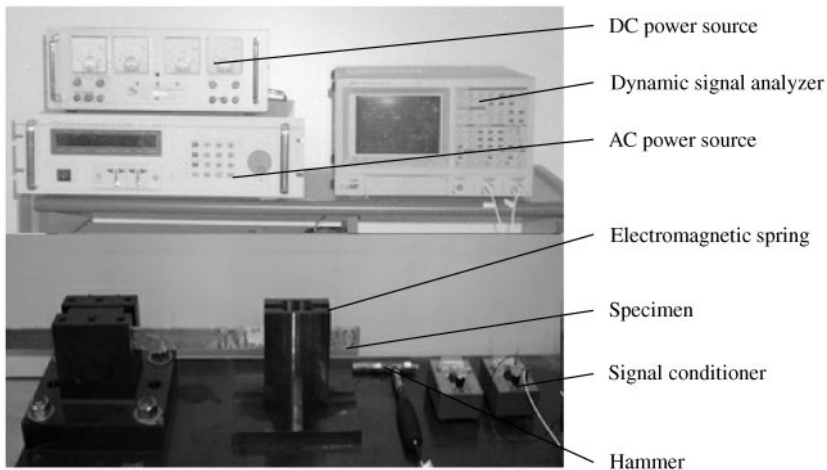 DC power source
Dynamic signal analyzer
AC power source
Electromagnetic spring
Specimen
Signal conditioner
Hammer